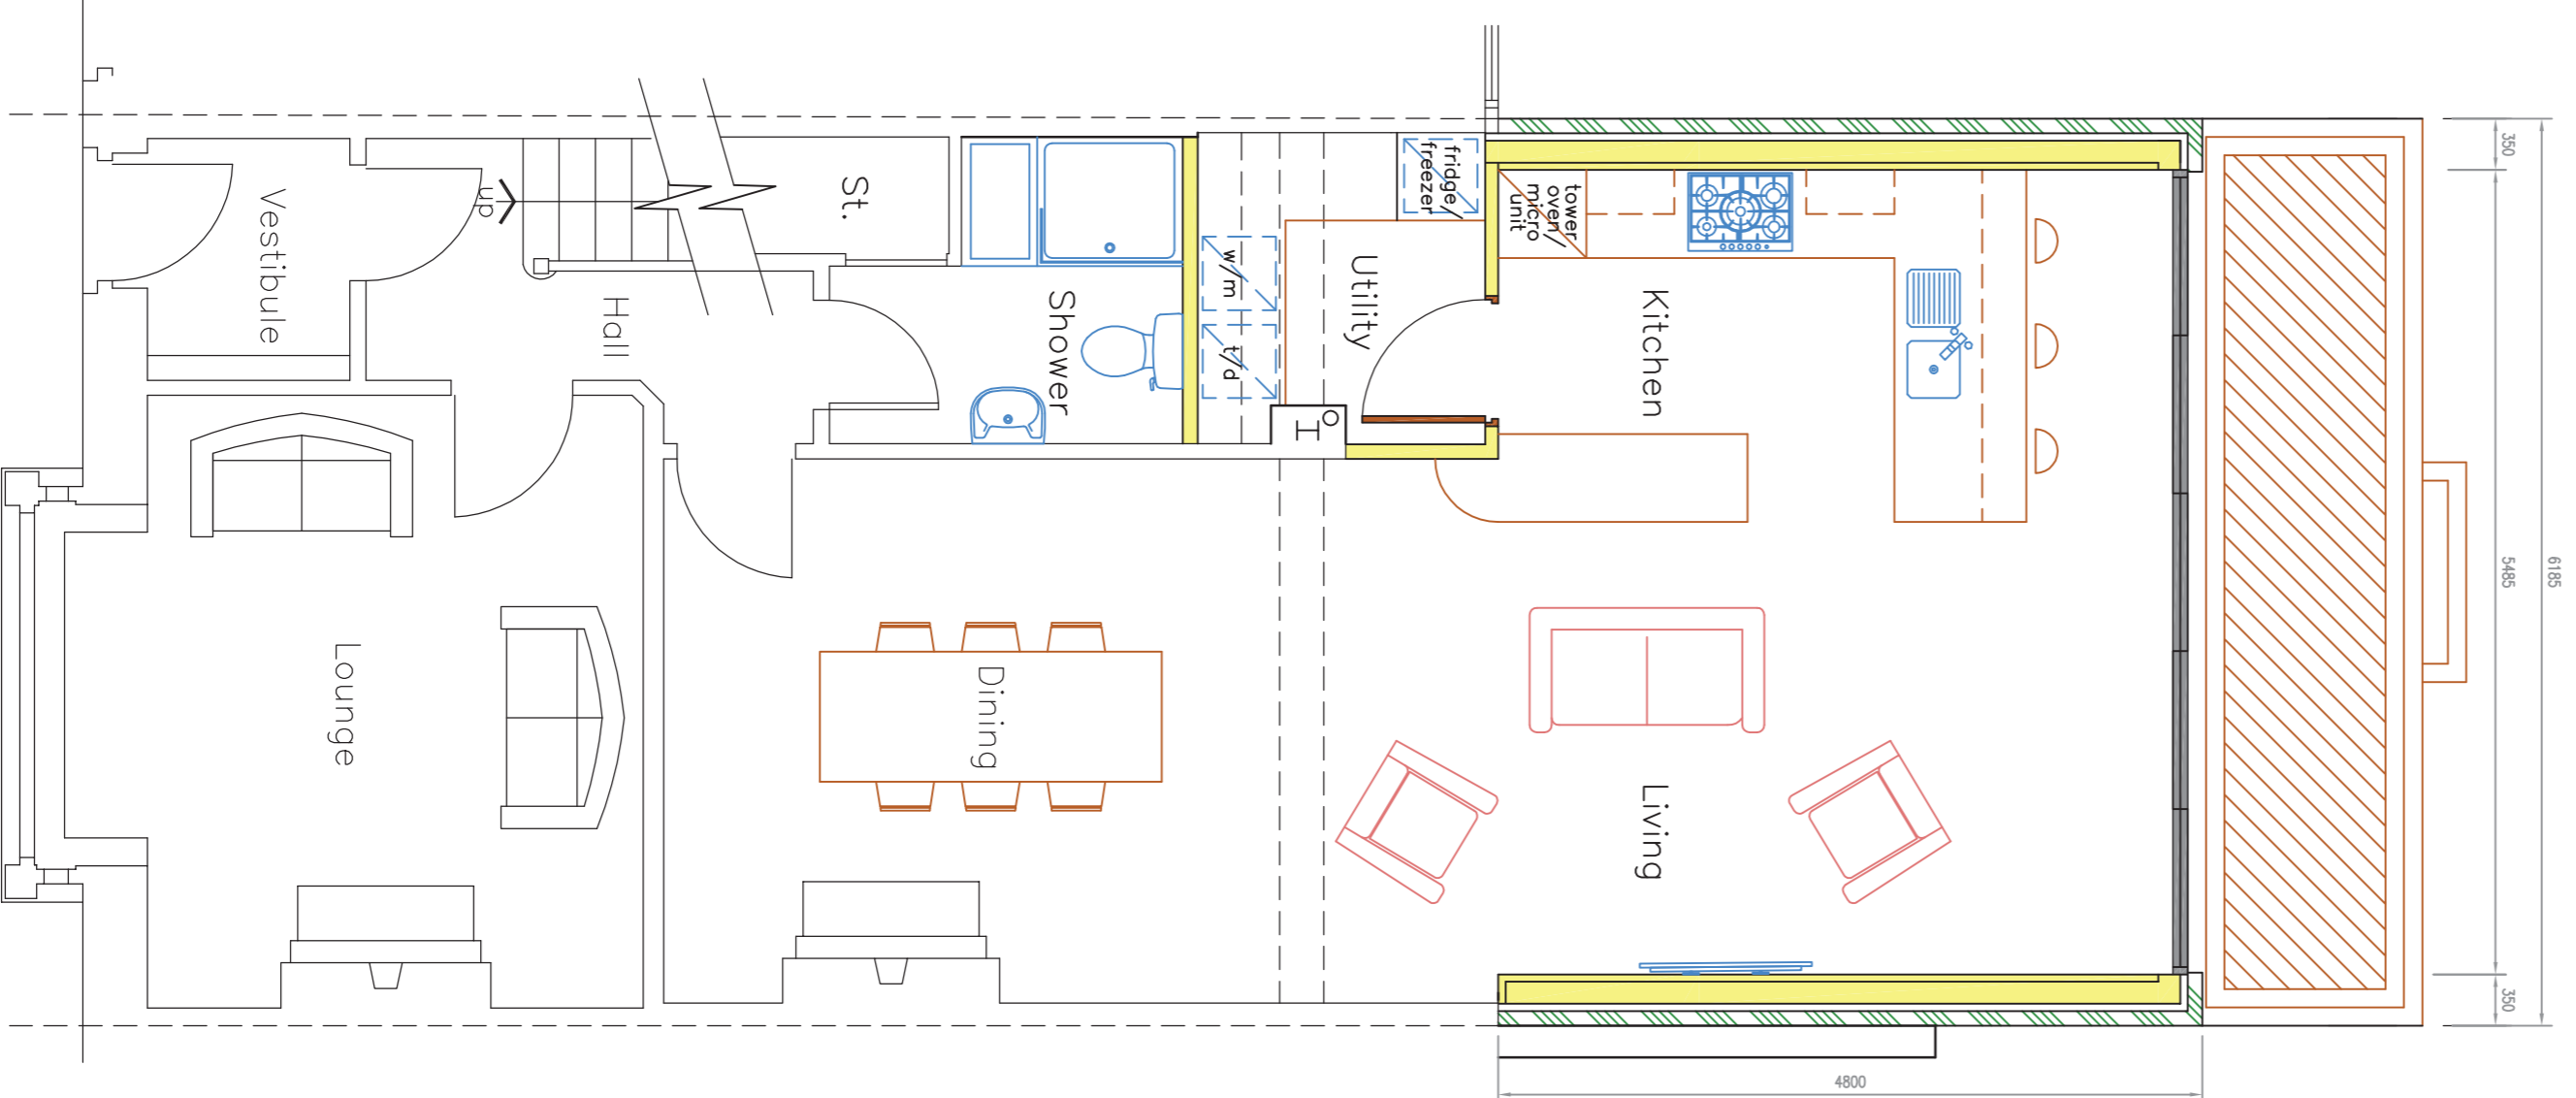 Vestibule
up
Hall
St.
Shower
w/m
t/d
Utility
fridge/
freezer
tower
oven/
micro
unit
Kitchen
H
Lounge
Dining
Living
350
5485
6185
350
4800